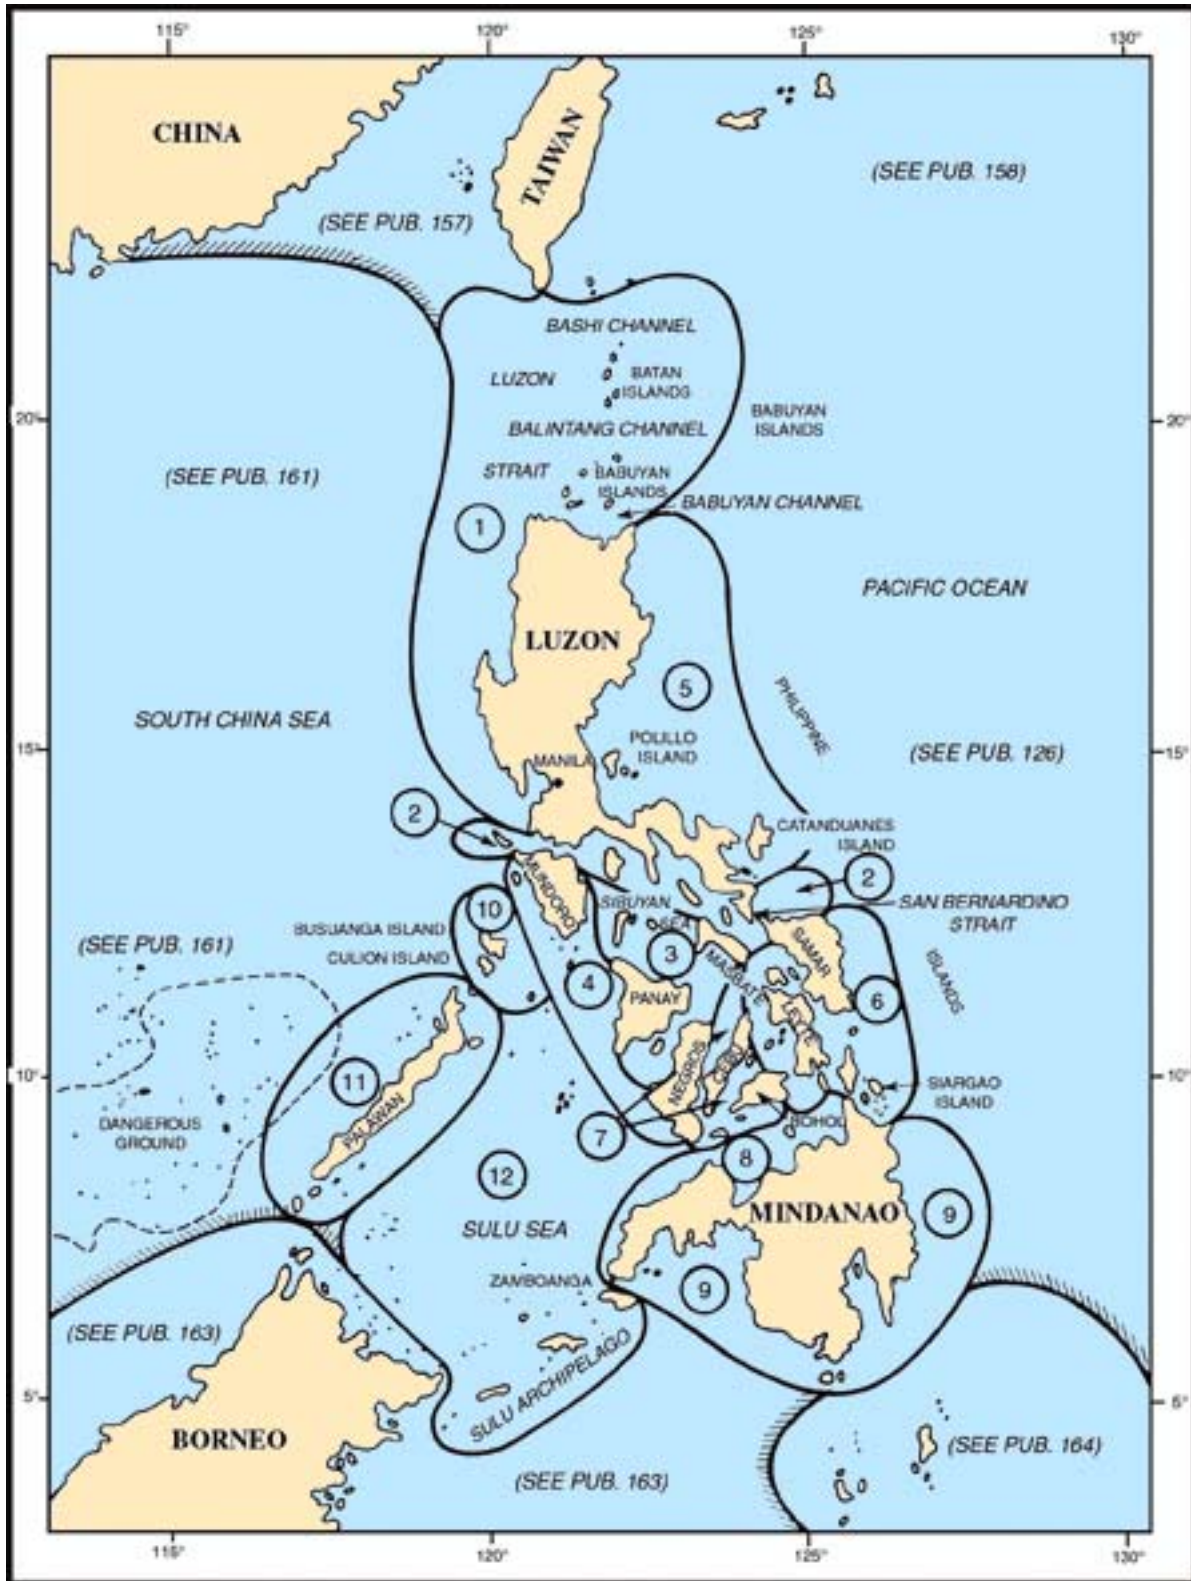 115°
120°
125°
130°
CHINA
TAIWAN
(SEE PUB. 158)
(SEE PUB. 157)
BASHI CHANNEL
LUZON
BATAN
ISLANDS
20°
BABUYAN
ISLANDS
20°
BALINTANG CHANNEL
(SEE PUB. 161)
STRAIT
BABUYAN
ISLANDS
BABUYAN CHANNEL
1
PACIFIC OCEAN
LUZON
5
PHILIPPINE
SOUTH CHINA SEA
POLILLO
ISLAND
15°
MANILA
(SEE PUB. 126)
15°
2
CATANDUANES
ISLAND
MUNDORO
2
SIBUYAN
SEA
SAN BERNARDINO
STRAIT
10
BUSUANGA ISLAND
CULION ISLAND
(SEE PUB. 161)
3
MASBATE
SAMAR
ISLANDS
4
PANAY
6
LEYTE
10°
11
NEGROS
CEBU
10°
SIARGAO
ISLAND
DANGEROUS
GROUND
PALAWAN
7
BOHOL
8
12
SULU SEA
MINDANAO
9
ZAMBOANGA
9
(SEE PUB. 163)
SULU ARCHIPELAGO
5°
5°
BORNEO
(SEE PUB. 164)
(SEE PUB. 163)
115°
120°
125°
130°